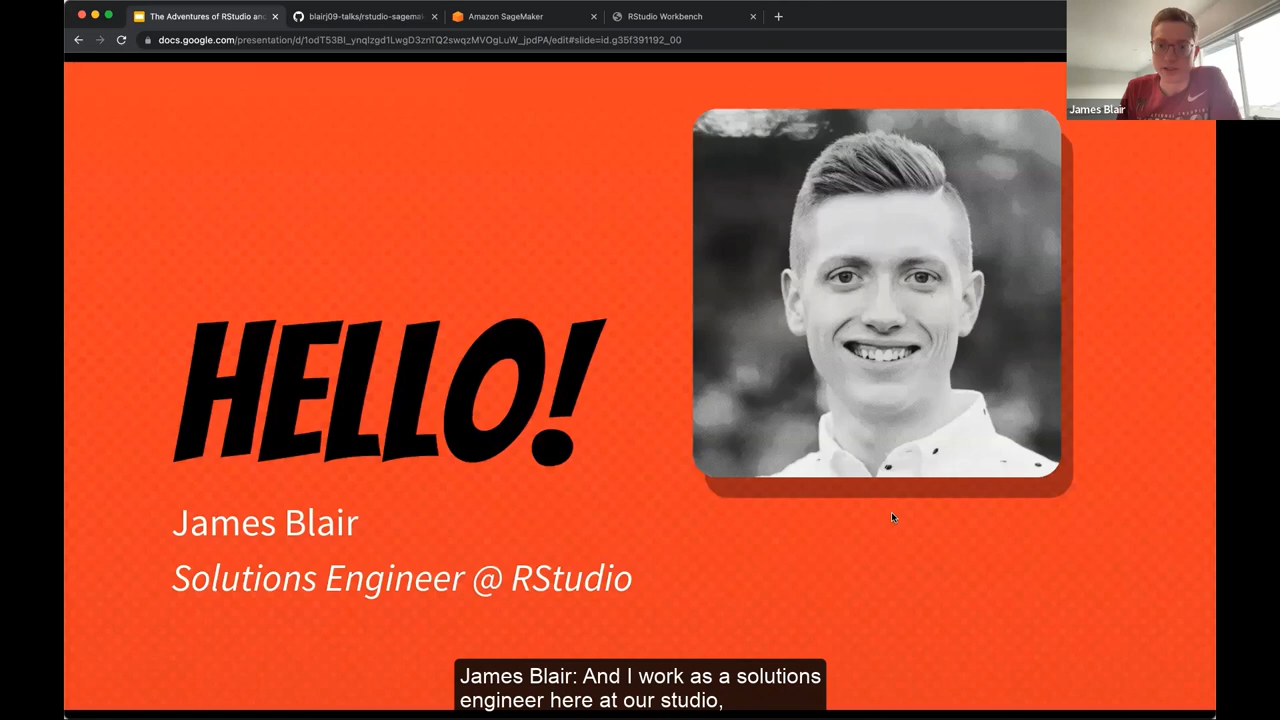 The Adventures of RStudio and
blairj09-talks/rstudio-sagemak
Amazon SageMaker
RStudio Workbench
docs.google.com/presentation/d/1odT53Bl_ynqIzgd1LwgD3znTQ2swqzMVOgLuW_jpdPA/edit#slide=id.g35f391192_00
James Blair
HELLO!
James Blair
Solutions Engineer @ RStudio
James Blair: And I work as a solutions
engineer here at our studio,